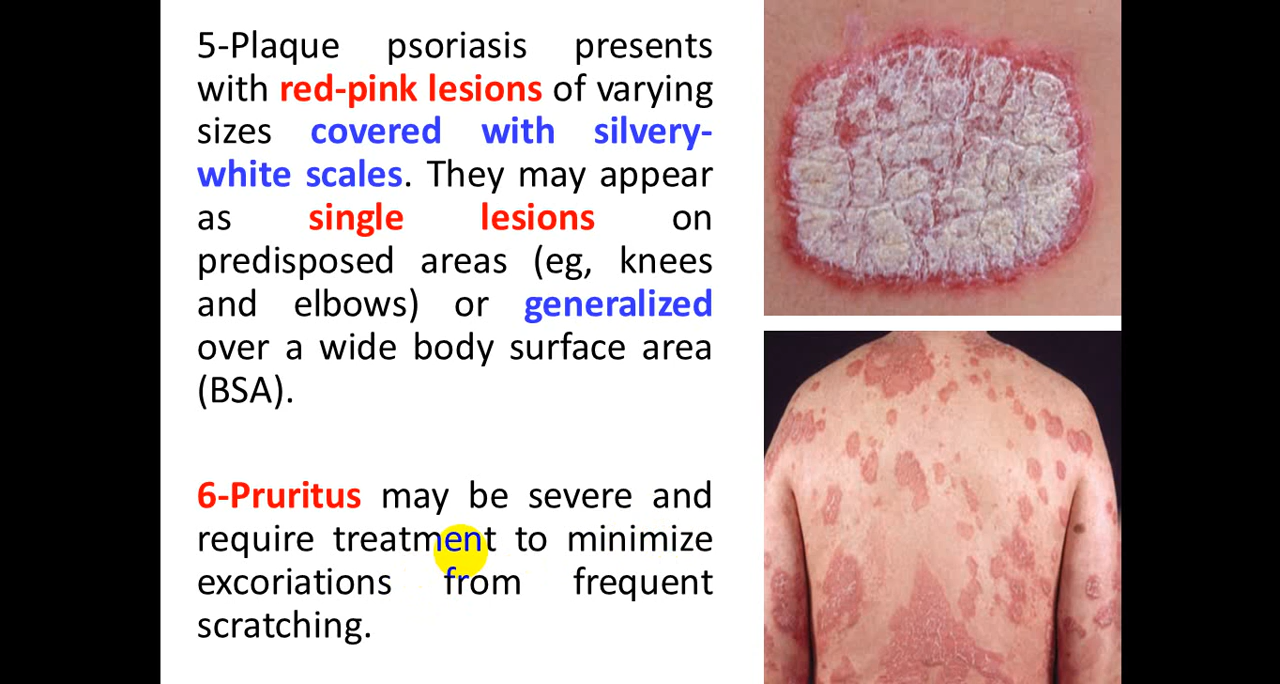 5-Plaque psoriasis presents
with red-pink lesions of varying
sizes covered with silvery-
white scales. They may appear
as single lesions on
predisposed areas (eg, knees
and elbows) or generalized
over a wide body surface area
(BSA).
6-Pruritus may be severe and
require treatment to minimize
excoriations from frequent
scratching.